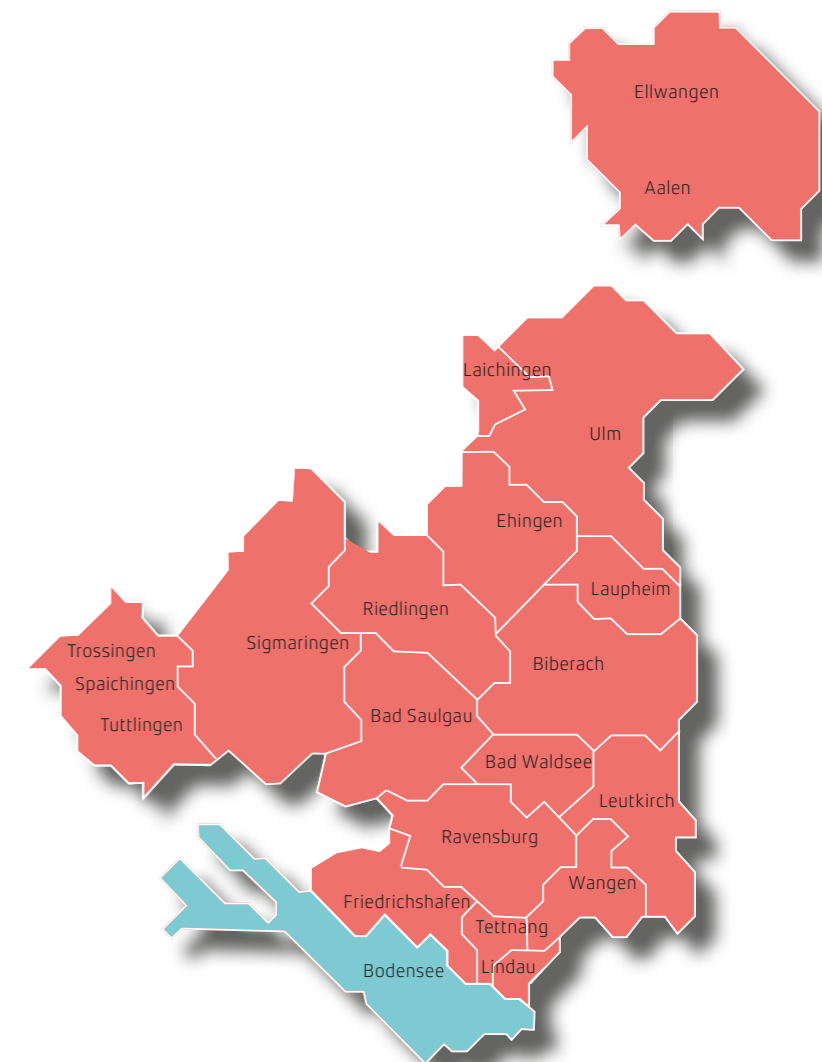 Ellwangen
Aalen
Laichingen
Ulm
Ehingen
Laupheim
Riedlingen
Sigmaringen
Trossingen
Biberach
Spaichingen
Bad Saulgau
Tuttlingen
Bad Waldsee
Leutkirch
Ravensburg
Wangen
Friedrichshafen
Tettnang
Lindau
Bodensee